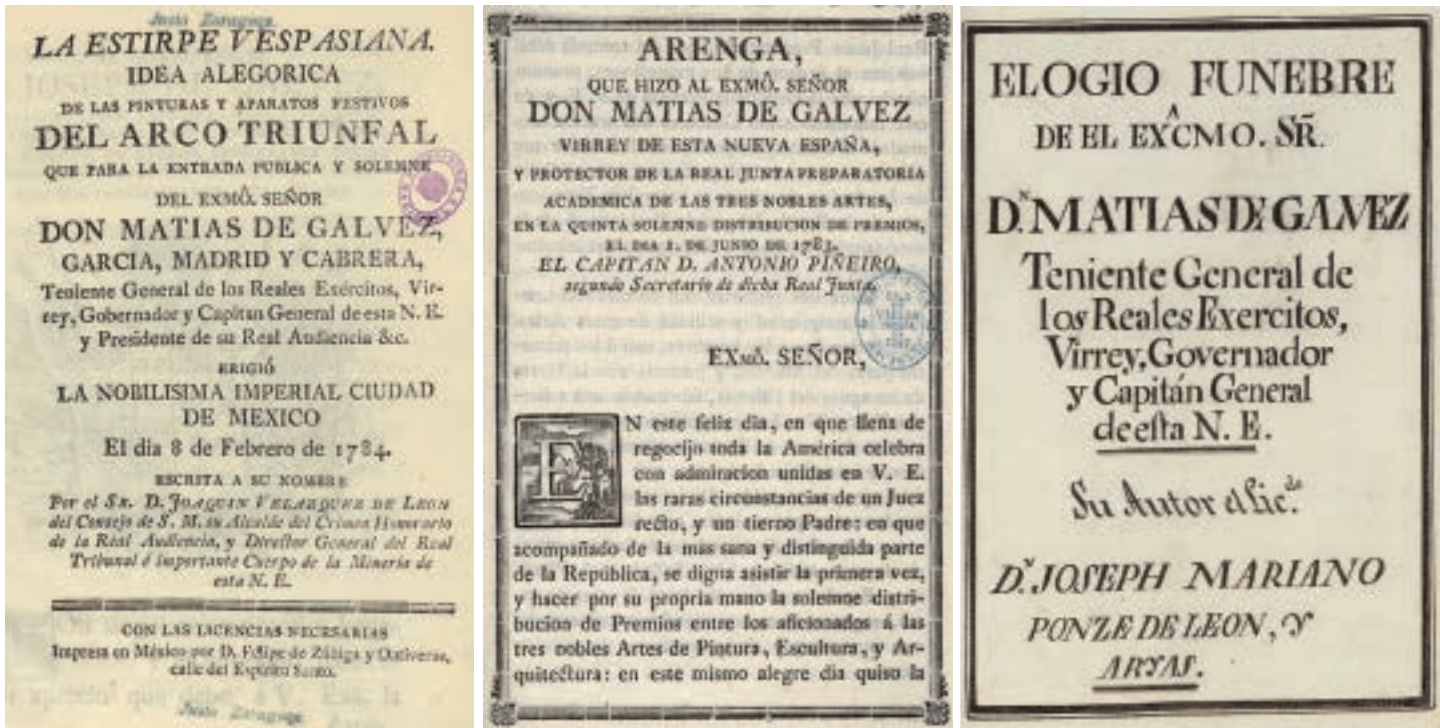 Justo Zaragoza
LA ESTIRPE VESPASIANA.
IDEA ALEGORICA
DE LAS PINTURAS Y APARATOS FESTIVOS
DEL ARCO TRIUNFAL
QUE PARA LA ENTRADA PUBLICA Y SOLEMNE
DEL EXMÔ. SEÑOR
DON MATIAS DE GALVEZ,
GARCIA, MADRID Y CABRERA,
Teniente General de los Reales Exércitos, Vir-
rey, Gobernador y Capitan General de esta N. E.
y Presidente de su Real Audiencia &c.
ERIGIÓ
LA NOBILISIMA IMPERIAL CIUDAD
DE MEXICO
El dia 8 de Febrero de 1784.
ESCRITA A SU NOMBRE
Por el SR. D. JOAQUIN VELAZQUEZ DE LEON
del Consejo de S. M. su Alcalde del Crimen Honorario
de la Real Audiencia, y Director General del Real
Tribunal é importante Cuerpo de la Minería de
esta N. E.
CON LAS LICENCIAS NECESARIAS
Impresa en México por D. Felipe de Zúñiga y Ontiveros,
calle del Espíritu Santo.
Justo Zaragoza
ARENGA,
QUE HIZO AL EXMÔ. SEÑOR
DON MATIAS DE GALVEZ
VIRREY DE ESTA NUEVA ESPAÑA,
Y PROTECTOR DE LA REAL JUNTA PREPARATORIA
ACADEMICA DE LAS TRES NOBLES ARTES,
EN LA QUINTA SOLEMNE DISTRIBUCION DE PREMIOS,
EL DIA 1. DE JUNIO DE 1783.
EL CAPITAN D. ANTONIO PIÑEIRO,
segundo Secretario de dicha Real Junta.
EXMÔ. SEÑOR,
EN este feliz dia, en que llena de
regocijo toda la América celebra
con admiracion unidas en V. E.
las raras circunstancias de un Juez
recto, y un tierno Padre: en que
acompañado de la mas sana y distinguida parte
de la República, se digna asistir la primera vez,
y hacer por su propria mano la solemne distri-
bucion de Premios entre los aficionados á las
tres nobles Artes de Pintura, Escultura, y Ar-
quitectura: en este mismo alegre dia quiso la
ELOGIO FUNEBRE
DE EL EXCMO. SR̃.
D.N MATIAS D. GALVEZ
Teniente General de
los Reales Exercitos,
Virrey, Governador
y Capitán General
de esta N. E.
Su Autor el Lic.do
D.N JOSEPH MARIANO
PONZE DE LEON, Y
ARYAS.